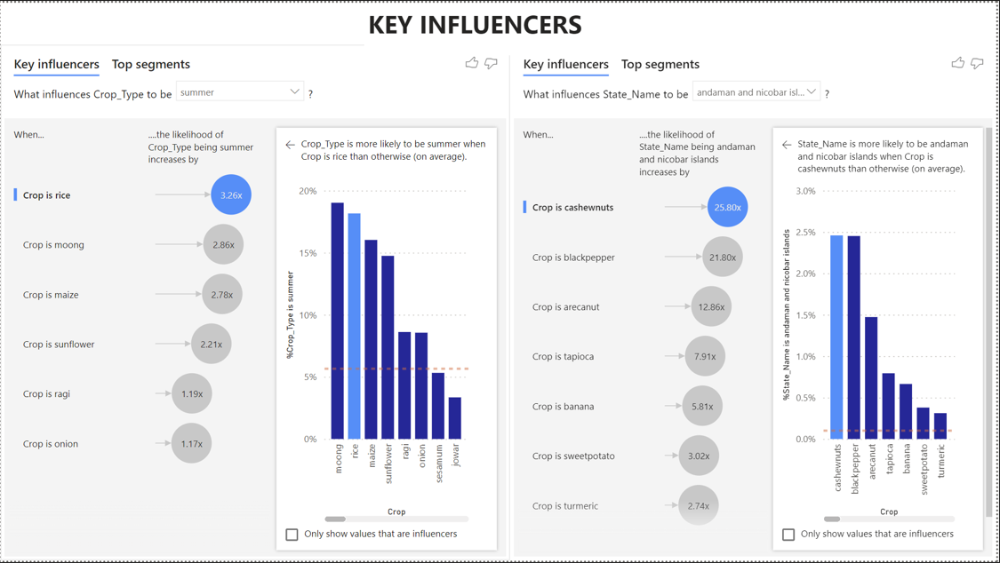 KEY INFLUENCERS
Key influencers Top segments
What influences Crop_Type to be summer ?
When...
....the likelihood of
Crop_Type being summer
increases by
Crop is rice 3.26x
Crop is moong 2.86x
Crop is maize 2.78x
Crop is sunflower 2.21x
Crop is ragi 1.19x
Crop is onion 1.17x
Crop_Type is more likely to be summer when
Crop is rice than otherwise (on average).
%Crop_Type is summer
20%
15%
10%
5%
0%
moong
rice
maize
sunflower
ragi
onion
sesamum
jowar
Crop
Only show values that are influencers
Key influencers Top segments
What influences State_Name to be andaman and nicobar isl... ?
When...
....the likelihood of
State_Name being andaman
and nicobar islands
increases by
Crop is cashewnuts 25.80x
Crop is blackpepper 21.80x
Crop is arecanut 12.86x
Crop is tapioca 7.91x
Crop is banana 5.81x
Crop is sweetpotato 3.02x
Crop is turmeric 2.74x
State_Name is more likely to be andaman
and nicobar islands when Crop is
cashewnuts than otherwise (on average).
%State_Name is andaman and nicobar islands
3.0%
2.5%
2.0%
1.5%
1.0%
0.5%
0.0%
cashewnuts
blackpepper
arecanut
tapioca
banana
sweetpotato
turmeric
Crop
Only show values that are influencers